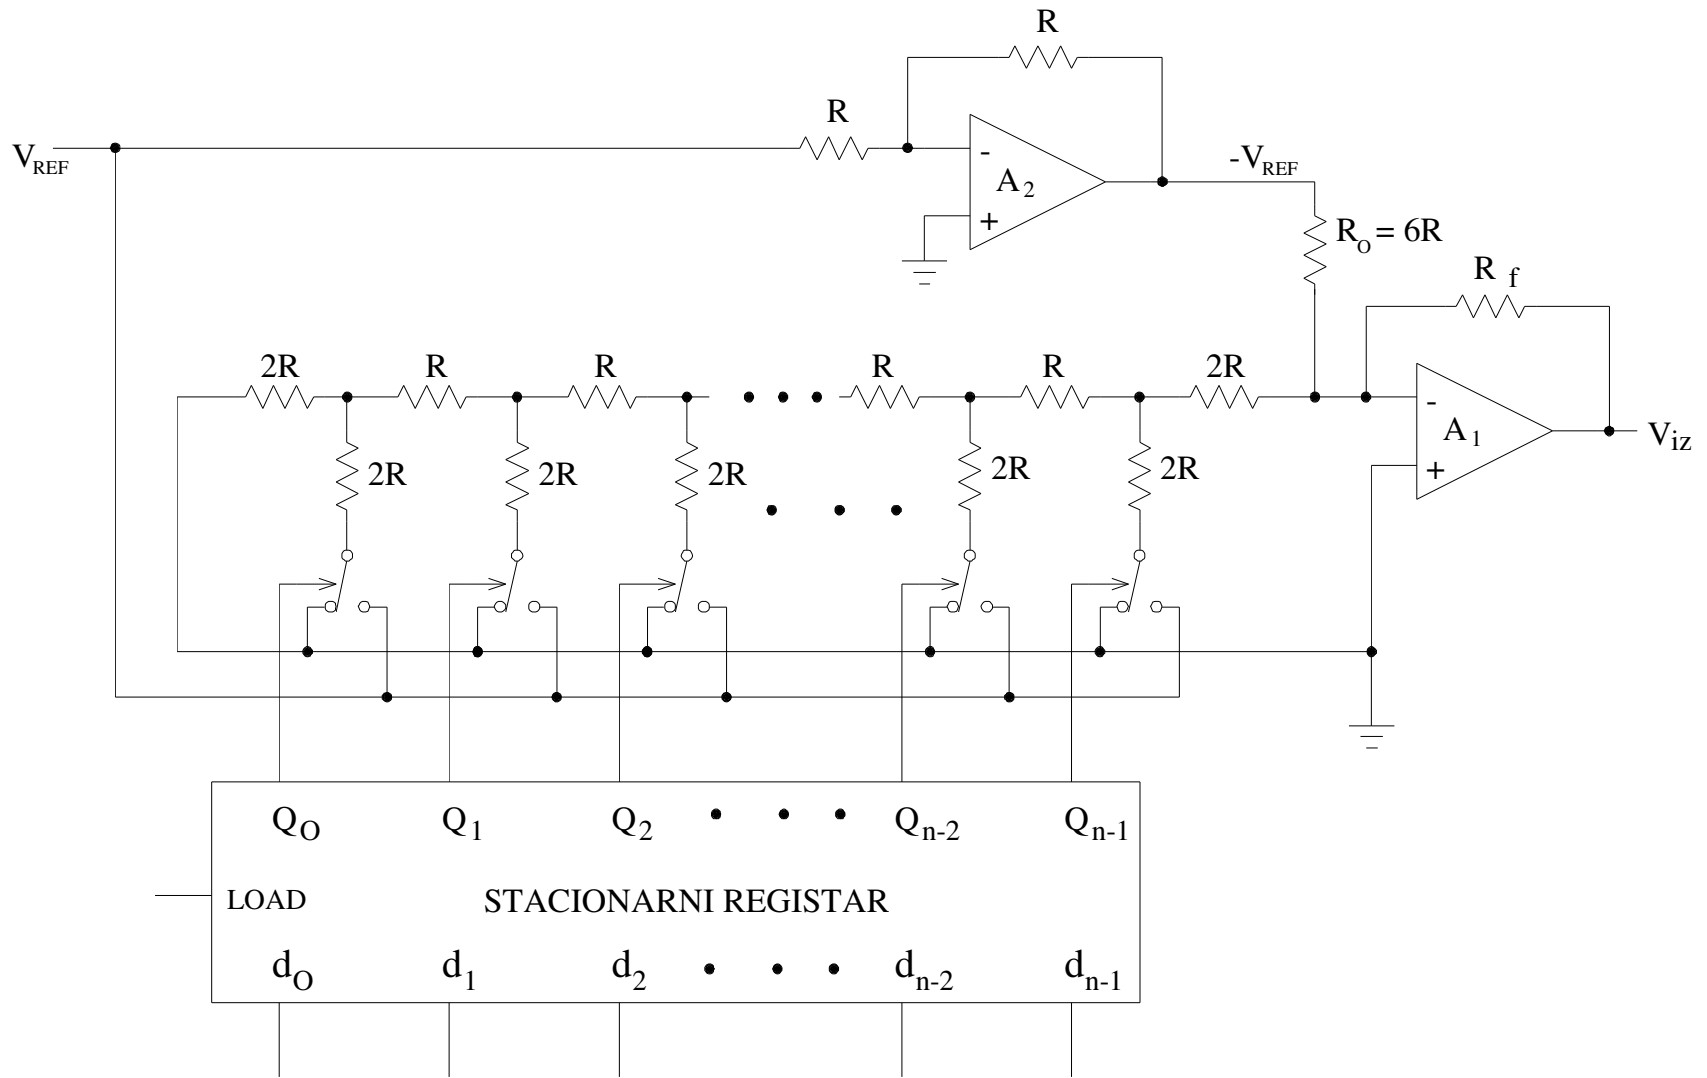 R
R
V_REF
-
A_2
+
-V_REF
R_O = 6R
R_f
2R R R R R 2R
-
A_1
+
V_iz
2R 2R 2R 2R 2R
Q_O Q_1 Q_2 Q_n-2 Q_n-1
LOAD STACIONARNI REGISTAR
d_O d_1 d_2 d_n-2 d_n-1